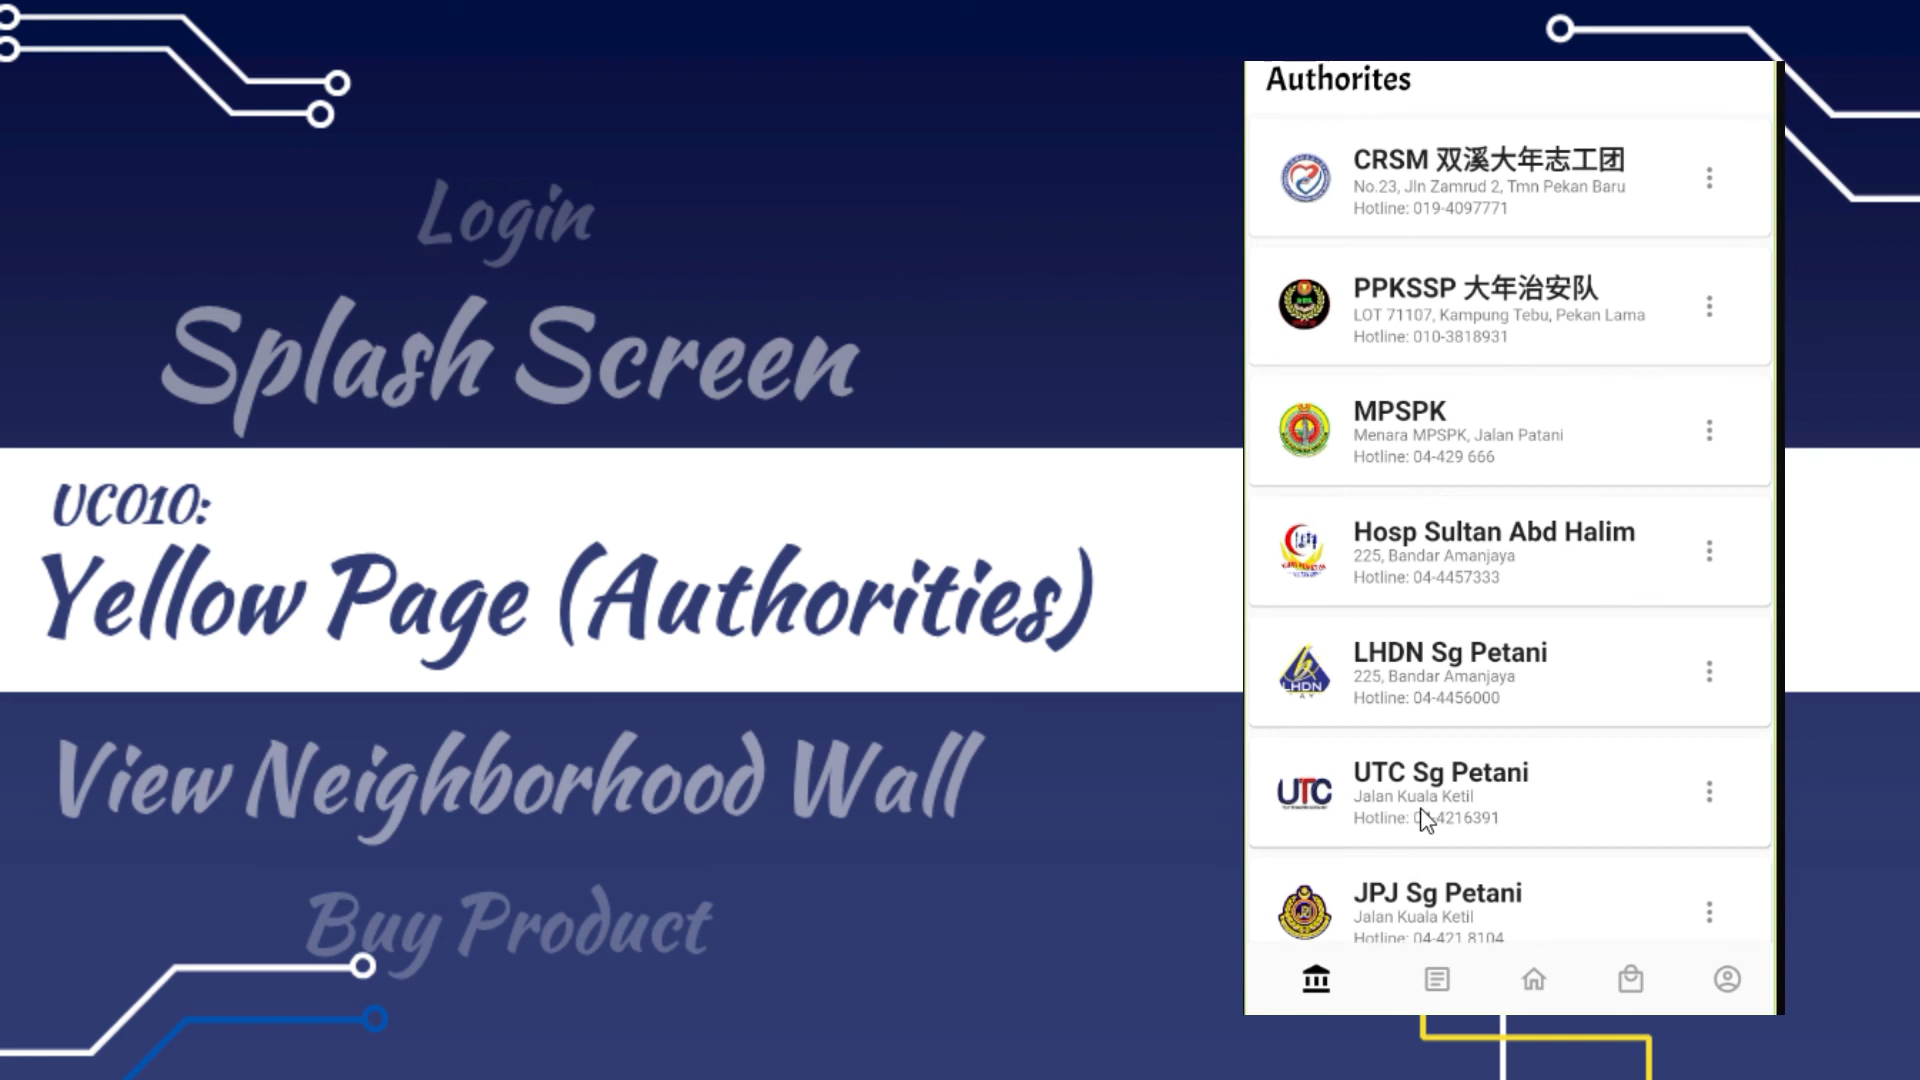 Login
Splash Screen
UC010:
Yellow Page (Authorities)
View Neighborhood Wall
Buy Product
Authorites
CRSM 双溪大年志工团
No.23, Jln Zamrud 2, Tmn Pekan Baru
Hotline: 019-4097771
PPKSSP 大年治安队
LOT 71107, Kampung Tebu, Pekan Lama
Hotline: 010-3818931
MPSPK
Menara MPSPK, Jalan Patani
Hotline: 04-429 666
Hosp Sultan Abd Halim
225, Bandar Amanjaya
Hotline: 04-4457333
LHDN
LHDN Sg Petani
225, Bandar Amanjaya
Hotline: 04-4456000
UTC
UTC Sg Petani
Jalan Kuala Ketil
Hotline: 04-4216391
JPJ Sg Petani
Jalan Kuala Ketil
Hotline: 04-421 8104